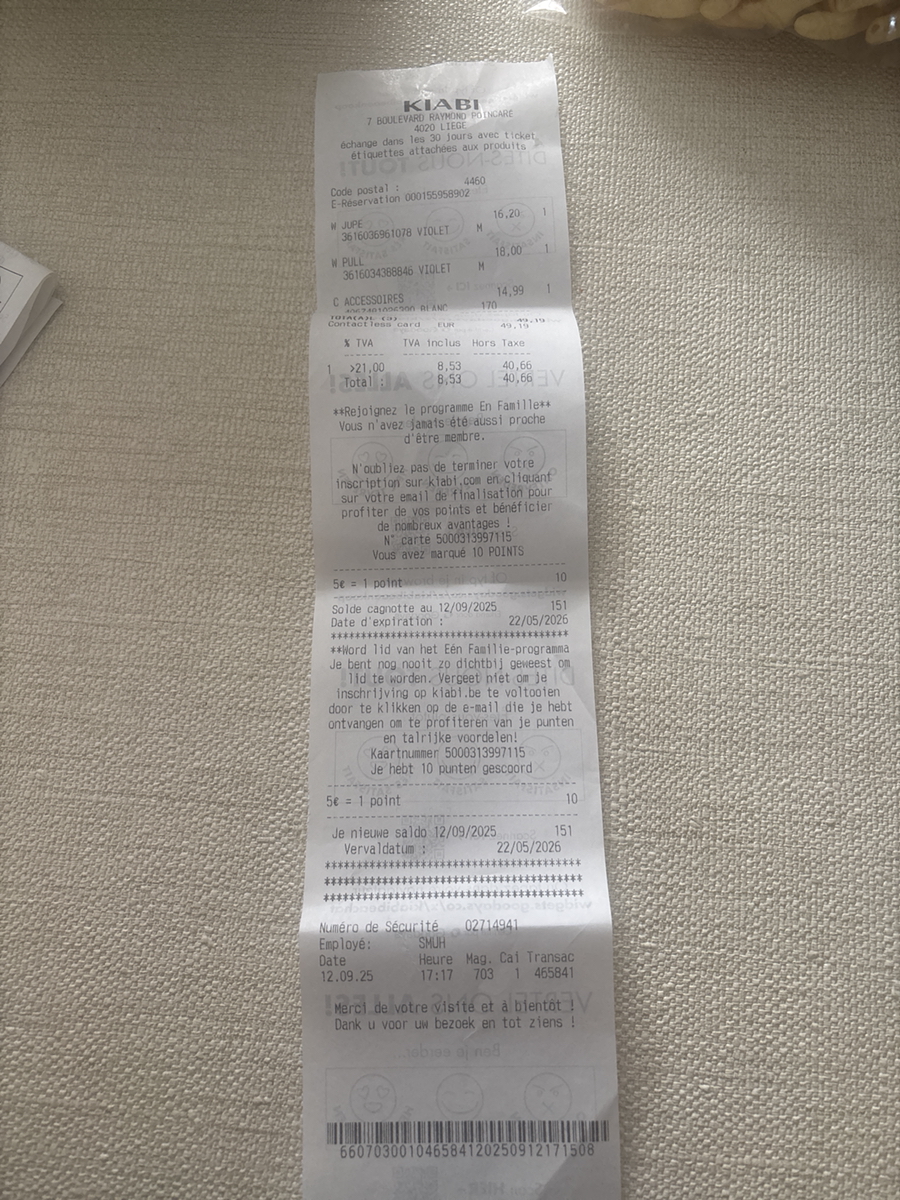 KIABI
7 BOULEVARD RAYMOND POINCARE
4020 LIEGE
échange dans les 30 jours avec ticket
étiquettes attachées aux produits
Code postal : 4460
E-Réservation 000155958902
W JUPE 16,20 1
3616036961078 VIOLET M
W PULL 18,00 1
3616034388846 VIOLET M
C ACCESSOIRES 14,99 1
BLANC 170
49,19
Contactless card EUR 49,19
% TVA TVA inclus Hors Taxe
1 >21,00 8,53 40,66
Total : 8,53 40,66
**Rejoignez le programme En Famille**
Vous n'avez jamais été aussi proche
d'être membre.
N'oubliez pas de terminer votre
inscription sur kiabi.com en cliquant
sur votre email de finalisation pour
profiter de vos points et bénéficier
de nombreux avantages !
N° carte 5000313997115
Vous avez marqué 10 POINTS
5€ = 1 point 10
Solde cagnotte au 12/09/2025 151
Date d'expiration : 22/05/2026
**Word lid van het Eén Familie-programma
Je bent nog nooit zo dichtbij geweest om
lid te worden. Vergeet niet om je
inschrijving op kiabi.be te voltooien
door te klikken op de e-mail die je hebt
ontvangen om te profiteren van je punten
en talrijke voordelen!
Kaartnummer 5000313997115
Je hebt 10 punten gescoord
5€ = 1 point 10
Je nieuwe saldo 12/09/2025 151
Vervaldatum : 22/05/2026
Numéro de Sécurité 02714941
Employé: SMUH
Date Heure Mag. Cai Transac
12.09.25 17:17 703 1 465841
Merci de votre visite et à bientôt !
Dank u voor uw bezoek en tot ziens !
660703001046584120250912171508